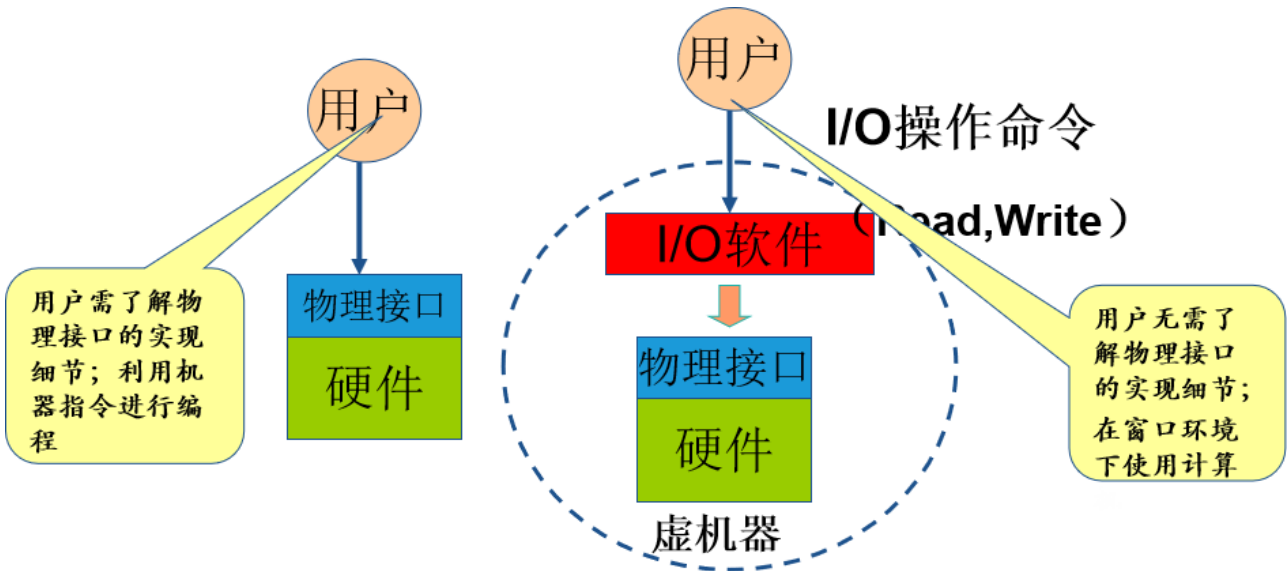 用户
物理接口
硬件
用户需了解物
理接口的实现
细节；利用机
器指令进行编
程
用户
I/O操作命令
（Read,Write）
I/O软件
物理接口
硬件
虚机器
用户无需了
解物理接口
的实现细节；
在窗口环境
下使用计算